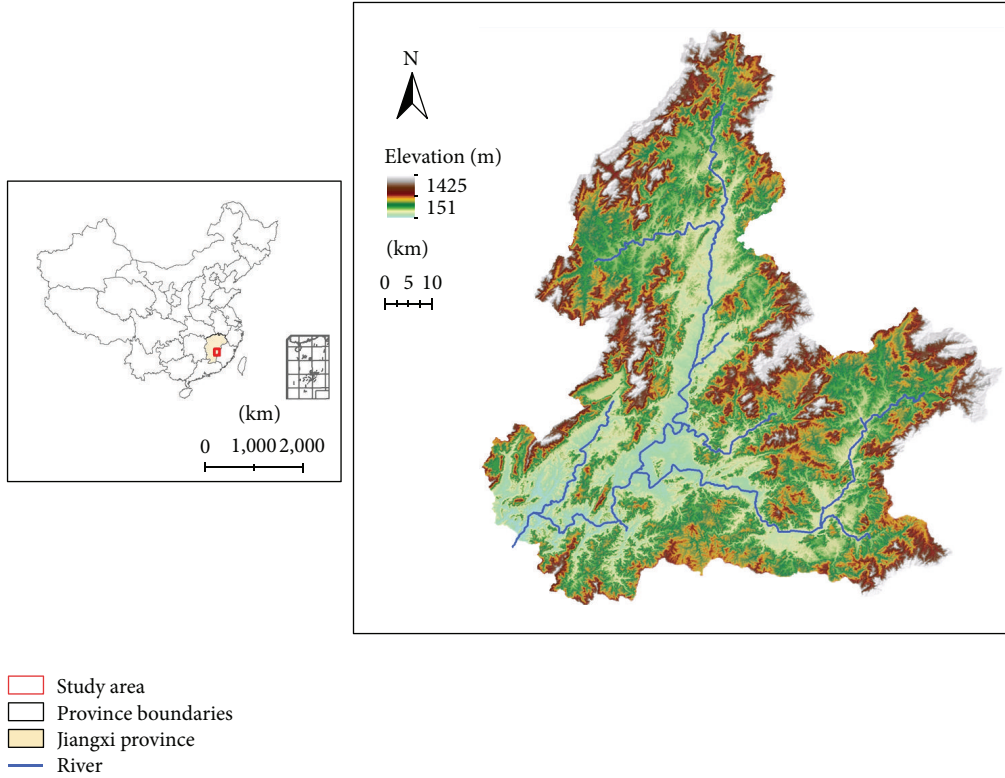 N
Elevation (m)
1425
151
(km)
0 5 10
(km)
0 1,000 2,000
Study area
Province boundaries
Jiangxi province
River